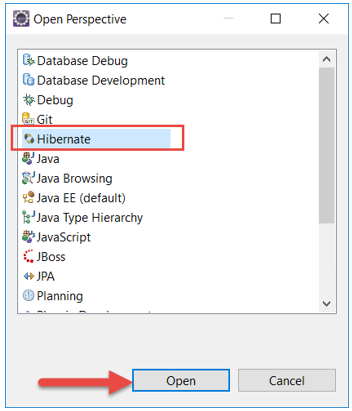 Open Perspective
Database Debug
Database Development
Debug
Git
Hibernate
Java
Java Browsing
Java EE (default)
Java Type Hierarchy
JavaScript
JBoss
JPA
Planning
Open
Cancel